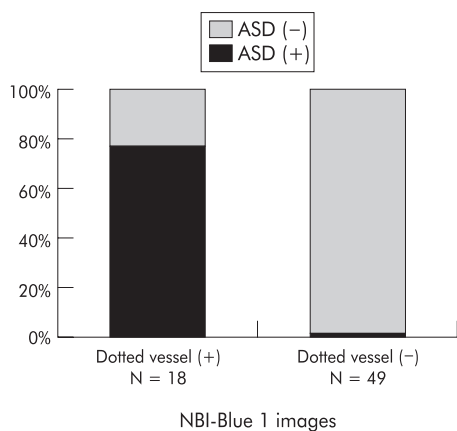 ASD (−)
ASD (+)
100%
80%
60%
40%
20%
0%
Dotted vessel (+)
N = 18
Dotted vessel (−)
N = 49
NBI-Blue 1 images